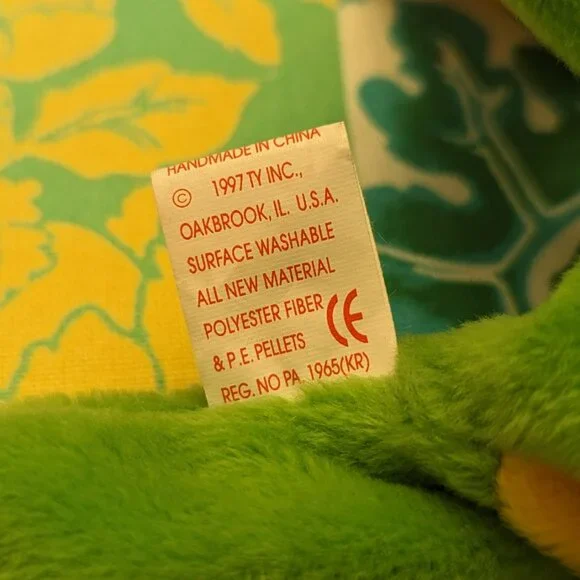 HANDMADE IN CHINA
© 1997 TY INC.,
OAKBROOK, IL. U.S.A.
SURFACE WASHABLE
ALL NEW MATERIAL
POLYESTER FIBER
& P.E. PELLETS CE
REG. NO PA. 1965(KR)